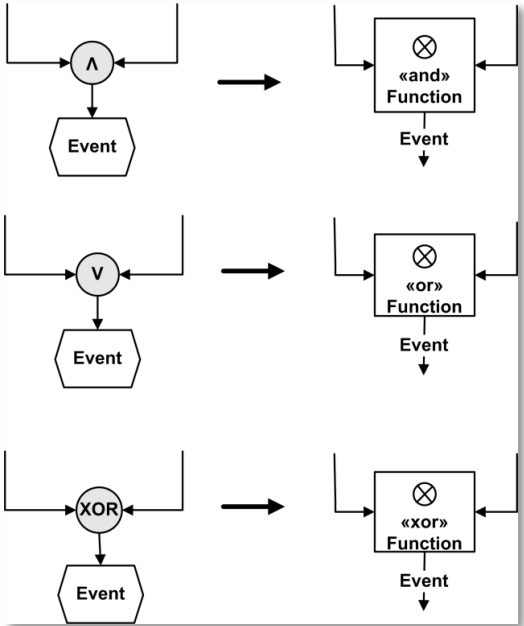 Λ
Event
«and»
Function
Event
V
Event
«or»
Function
Event
XOR
Event
«xor»
Function
Event